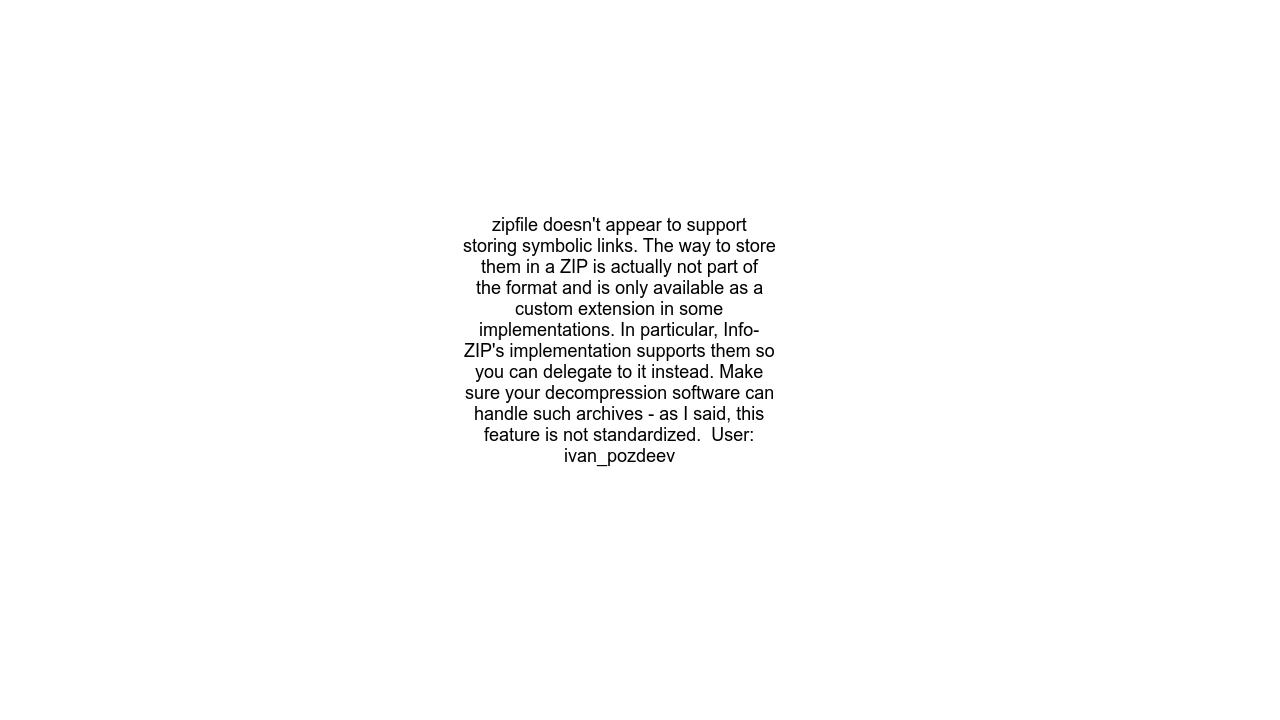 zipfile doesn't appear to support
storing symbolic links. The way to store
them in a ZIP is actually not part of
the format and is only available as a
custom extension in some
implementations. In particular, Info-
ZIP's implementation supports them so
you can delegate to it instead. Make
sure your decompression software can
handle such archives - as I said, this
feature is not standardized.  User:
ivan_pozdeev